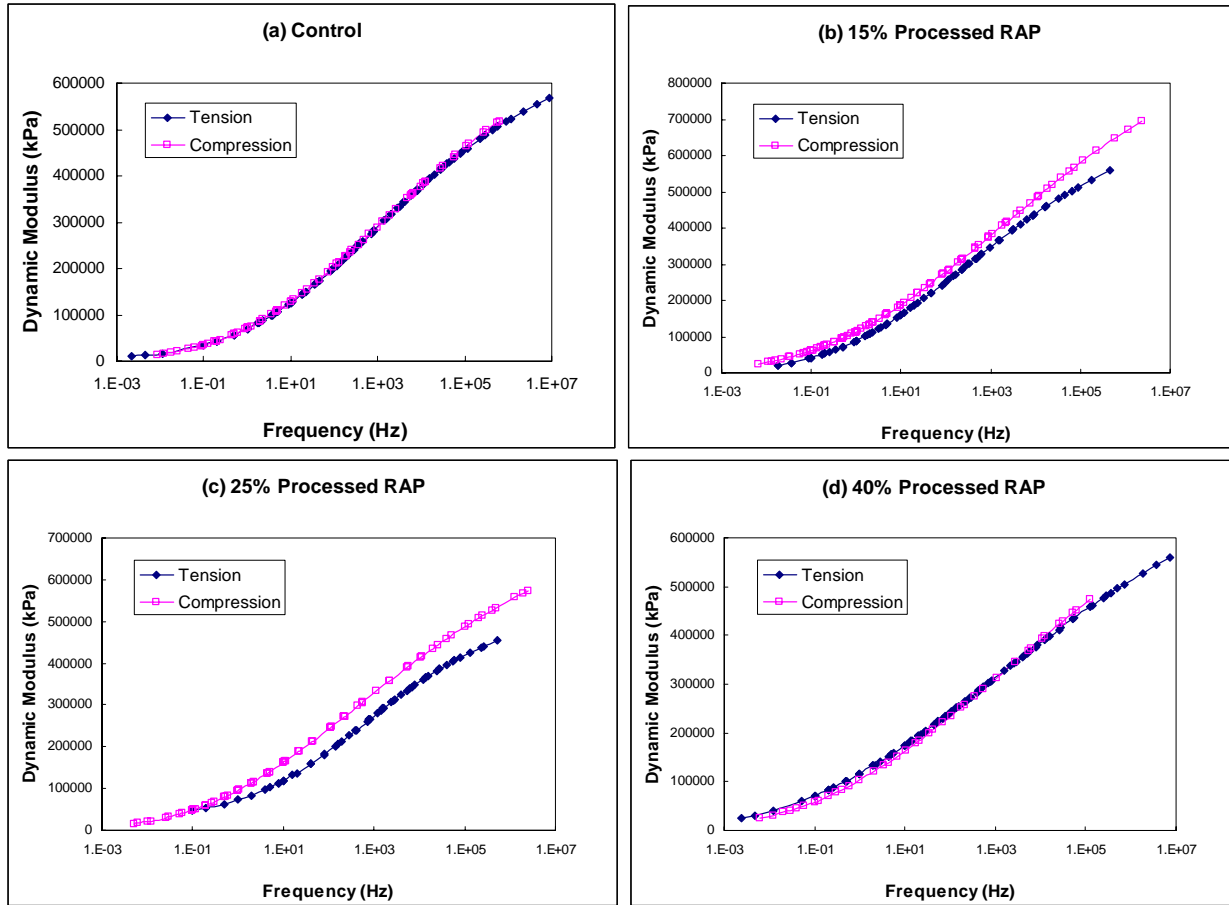 (a) Control
600000
500000
400000
300000
200000
100000
0
Dynamic Modulus (kPa)
Tension
Compression
1.E-03 1.E-01 1.E+01 1.E+03 1.E+05 1.E+07
Frequency (Hz)
(b) 15% Processed RAP
800000
700000
600000
500000
400000
300000
200000
100000
0
Dynamic Modulus (kPa)
Tension
Compression
1.E-03 1.E-01 1.E+01 1.E+03 1.E+05 1.E+07
Frequency (Hz)
(c) 25% Processed RAP
700000
600000
500000
400000
300000
200000
100000
0
Dynamic Modulus (kPa)
Tension
Compression
1.E-03 1.E-01 1.E+01 1.E+03 1.E+05 1.E+07
Frequency (Hz)
(d) 40% Processed RAP
600000
500000
400000
300000
200000
100000
0
Dynamic Modulus (kPa)
Tension
Compression
1.E-03 1.E-01 1.E+01 1.E+03 1.E+05 1.E+07
Frequency (Hz)